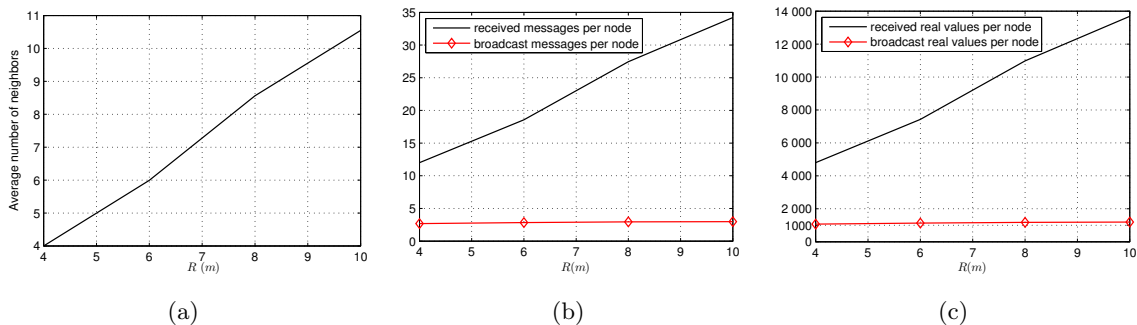 Average number of neighbors
11
10
9
8
7
6
5
4
4 5 6 7 8 9 10
R (m)
(a)
received messages per node
broadcast messages per node
35
30
25
20
15
10
5
0
4 5 6 7 8 9 10
R(m)
(b)
received real values per node
broadcast real values per node
14 000
12 000
10 000
8 000
6 000
4 000
2 000
1000
0
4 5 6 7 8 9 10
R(m)
(c)